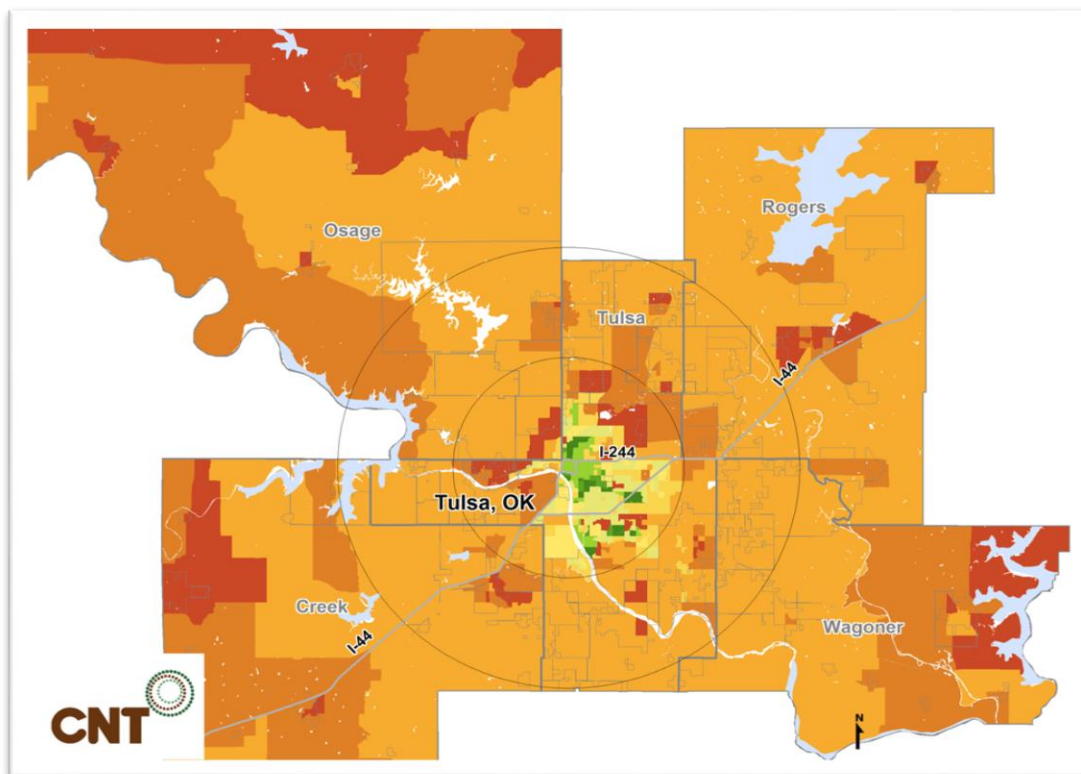 Osage
Rogers
Tulsa
I-44
I-244
Tulsa, OK
Creek
I-44
Wagoner
CNT
N